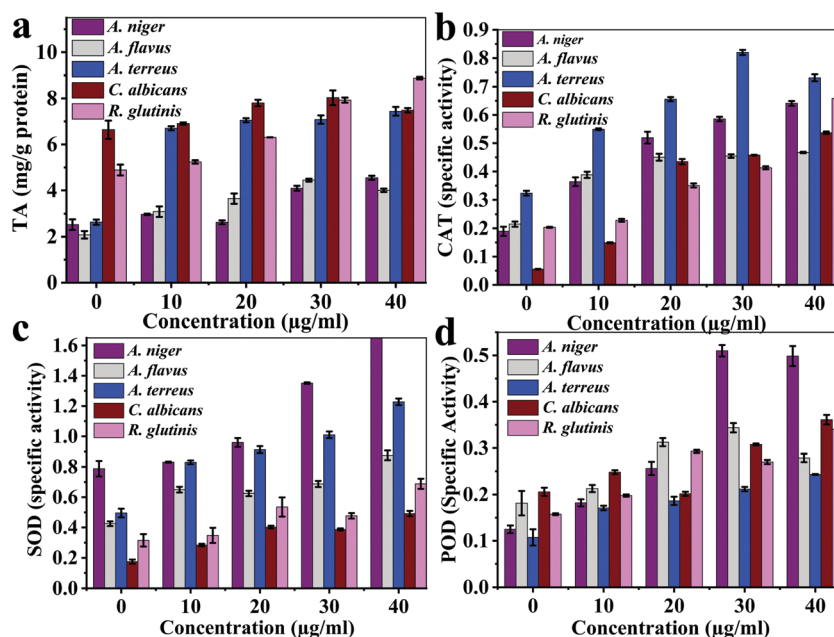 a
A. niger
A. flavus
A. terreus
C. albicans
R. glutinis
TA (mg/g protein)
10
8
6
4
2
0
0 10 20 30 40
Concentration (µg/ml)
b
A. niger
A. flavus
A. terreus
C. albicans
R. glutinis
CAT (specific activity)
0.9
0.8
0.7
0.6
0.5
0.4
0.3
0.2
0.1
0.0
0 10 20 30 40
Concentration (µg/ml)
c
A. niger
A. flavus
A. terreus
C. albicans
R. glutinis
SOD (specific activity)
1.6
1.4
1.2
1.0
0.8
0.6
0.4
0.2
0.0
0 10 20 30 40
Concentration (µg/ml)
d
A. niger
A. flavus
A. terreus
C. albicans
R. glutinis
POD (Specific Activity)
0.5
0.4
0.3
0.2
0.1
0.0
0 10 20 30 40
Concentration (µg/ml)